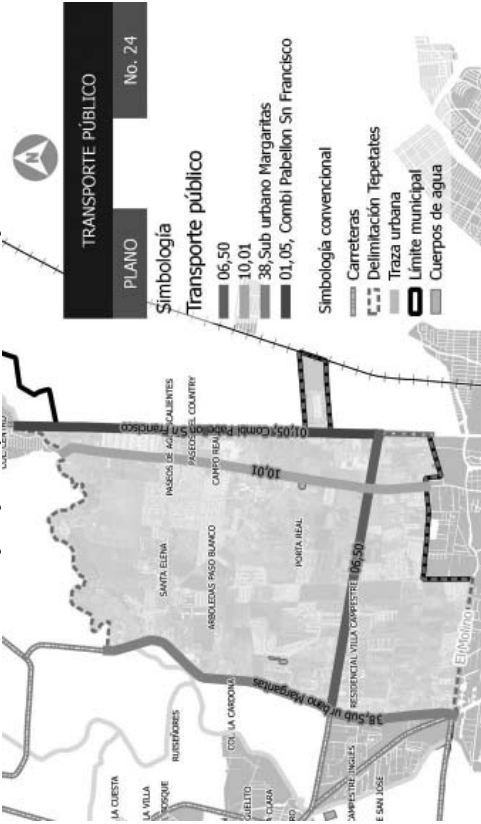 N
TRANSPORTE PÚBLICO
PLANO
No. 24
Simbología
Transporte público
06,50
10,01
38,Sub urbano Margaritas
01,05, Combi Pabellon Sn Francisco
Simbología convencional
Carreteras
Delimitación Tepetates
Traza urbana
Límite municipal
Cuerpos de agua
PASEOS DE AGUASCALIENTES
PASEOS DEL COUNTRY
CAMPO REAL
01,05, Combi Pabellon Sn Francisco
10,01
SANTA ELENA
ARBOLEDAS PASO BLANCO
PORTA REAL
06,50
RESIDENCIAL VILLA CAMPESTRE
38,Sub urbano Margaritas
El Molino
RUISEÑORES
COL. LA CARDONA
LA CUESTA
LA VILLA
BOSQUE
GUELITO
CLARA
CAMPESTRE INGLES
E SAN JOSE